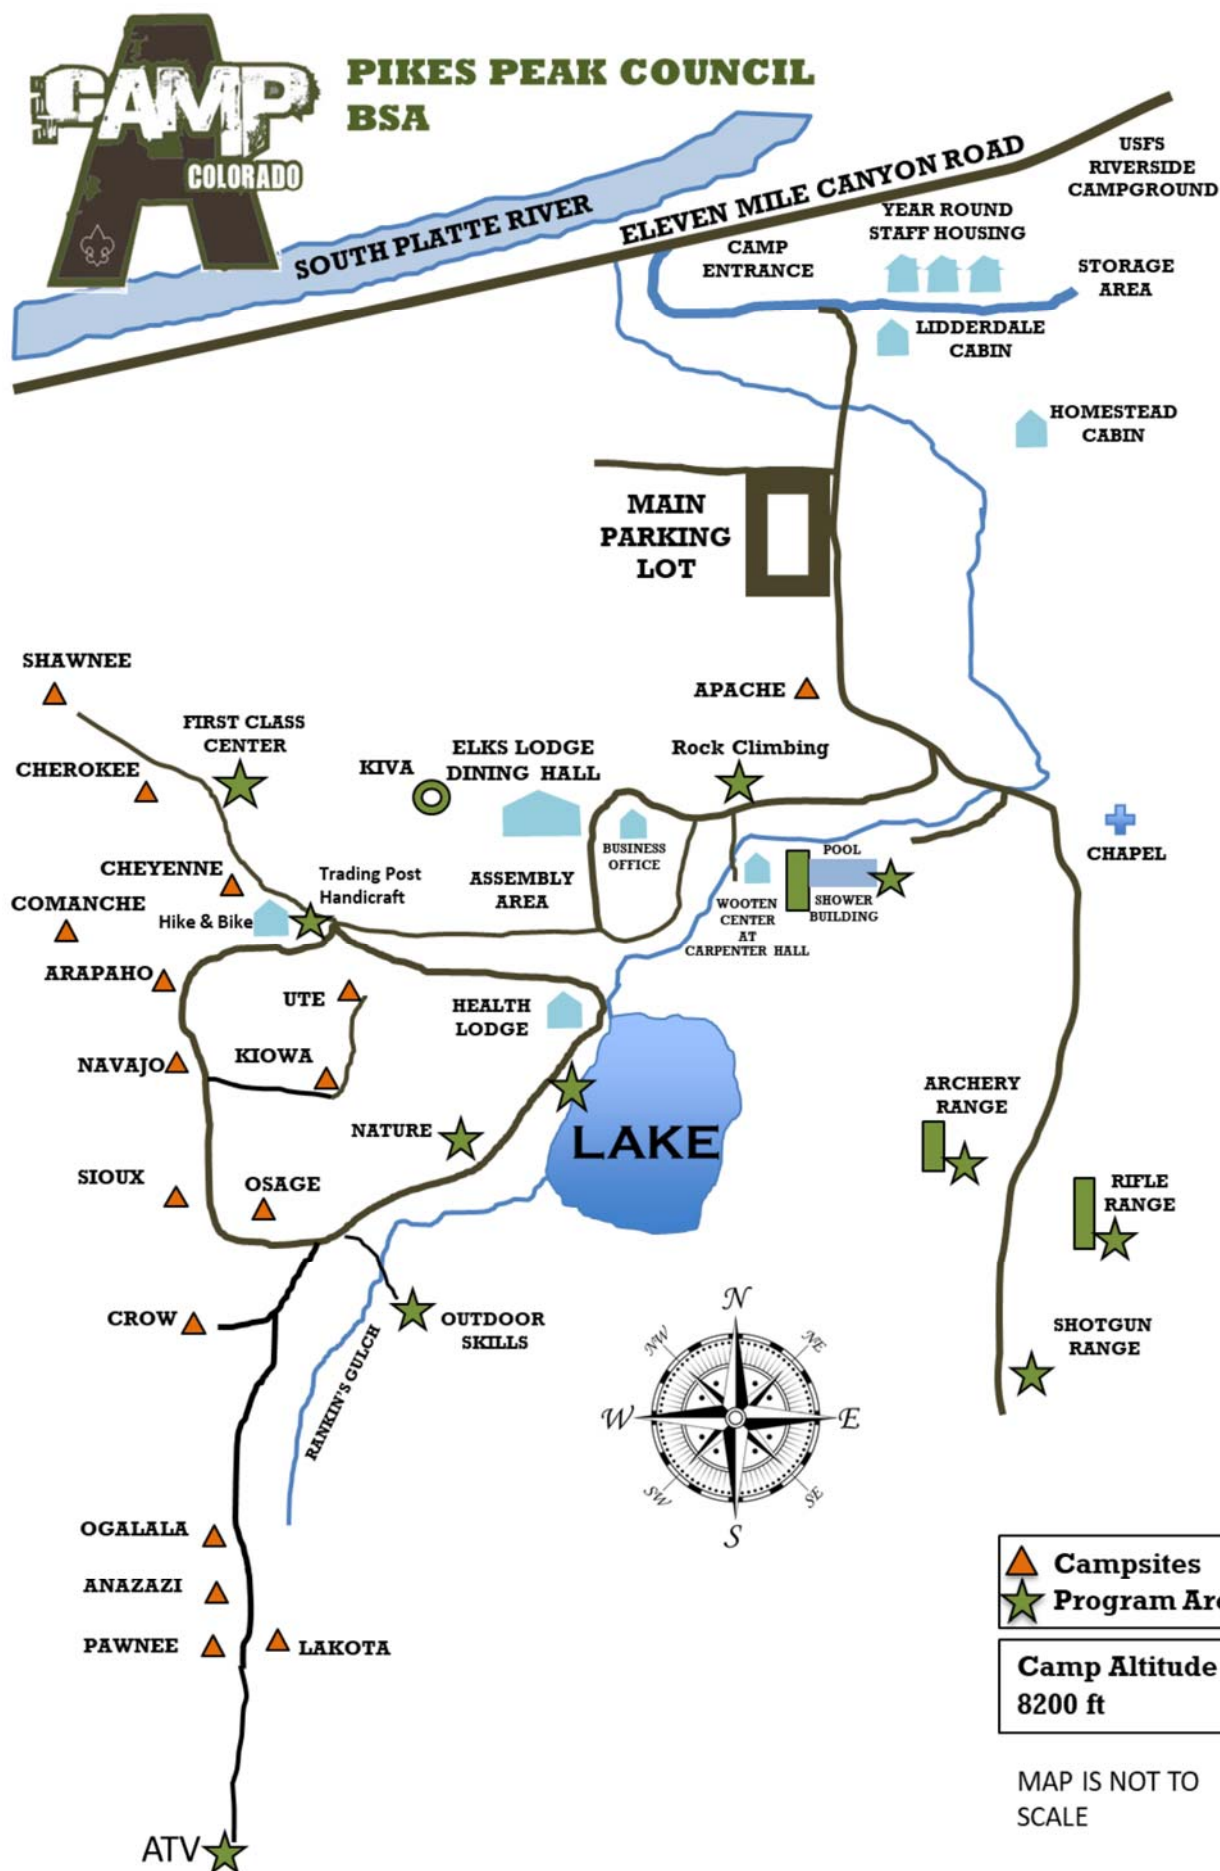 CAMP
COLORADO
PIKES PEAK COUNCIL
BSA
SOUTH PLATTE RIVER
ELEVEN MILE CANYON ROAD
USFS
RIVERSIDE
CAMPGROUND
CAMP
ENTRANCE
YEAR ROUND
STAFF HOUSING
STORAGE
AREA
LIDDERDALE
CABIN
HOMESTEAD
CABIN
MAIN
PARKING
LOT
SHAWNEE
APACHE
FIRST CLASS
CENTER
CHEROKEE
KIVA
ELKS LODGE
DINING HALL
Rock Climbing
BUSINESS
OFFICE
CHAPEL
CHEYENNE
Trading Post
Handicraft
ASSEMBLY
AREA
POOL
SHOWER
BUILDING
WOOTEN
CENTER
AT
CARPENTER HALL
COMANCHE
Hike & Bike
ARAPAHO
UTE
HEALTH
LODGE
NAVAJO
KIOWA
NATURE
LAKE
ARCHERY
RANGE
SIOUX
OSAGE
RIFLE
RANGE
CROW
OUTDOOR
SKILLS
RANKIN'S GULCH
SHOTGUN
RANGE
N
NW
NE
W
E
SW
SE
S
OGALALA
ANAZAZI
PAWNEE
LAKOTA
ATV
Campsites
Program Are
Camp Altitude
8200 ft
MAP IS NOT TO
SCALE